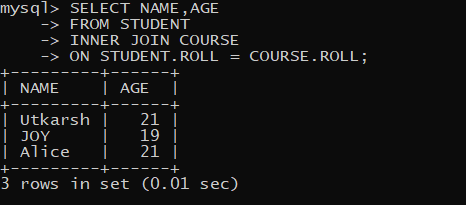 mysql> SELECT NAME,AGE
    -> FROM STUDENT
    -> INNER JOIN COURSE
    -> ON STUDENT.ROLL = COURSE.ROLL;
+---------+------+
| NAME    | AGE  |
+---------+------+
| Utkarsh |   21 |
| JOY     |   19 |
| Alice   |   21 |
+---------+------+
3 rows in set (0.01 sec)